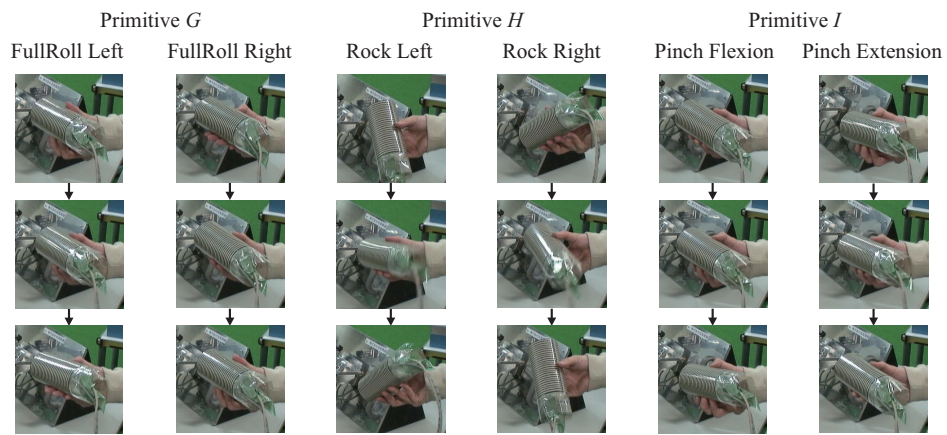 Primitive G
Primitive H
Primitive I
FullRoll Left
FullRoll Right
Rock Left
Rock Right
Pinch Flexion
Pinch Extension